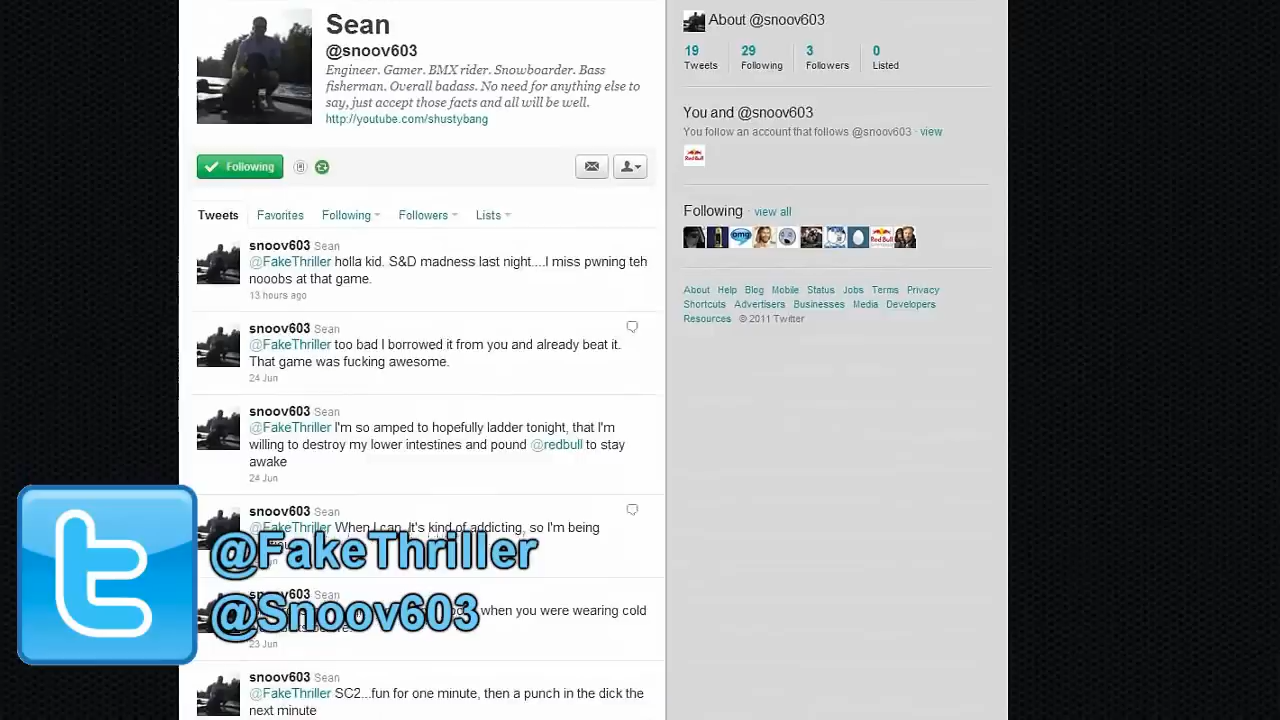 Sean
@snoov603
Engineer. Gamer. BMX rider. Snowboarder. Bass
fisherman. Overall badass. No need for anything else to
say, just accept those facts and all will be well.
http://youtube.com/shustybang
Following
Tweets Favorites Following Followers Lists
snoov603 Sean
@FakeThriller holla kid. S&D madness last night....I miss pwning teh
nooobs at that game.
13 hours ago
snoov603 Sean
@FakeThriller too bad I borrowed it from you and already beat it.
That game was fucking awesome.
24 Jun
snoov603 Sean
@FakeThriller I'm so amped to hopefully ladder tonight, that I'm
willing to destroy my lower intestines and pound @redbull to stay
awake
24 Jun
snoov603 Sean
@FakeThriller When I can. It's kind of addicting, so I'm being
@FakeThriller
snoov603 Sean
when you were wearing cold
@Snoov603
23 Jun
snoov603 Sean
@FakeThriller SC2...fun for one minute, then a punch in the dick the
next minute
About @snoov603
19 29 3 0
Tweets Following Followers Listed
You and @snoov603
You follow an account that follows @snoov603 · view
Following · view all
About Help Blog Mobile Status Jobs Terms Privacy
Shortcuts Advertisers Businesses Media Developers
Resources © 2011 Twitter